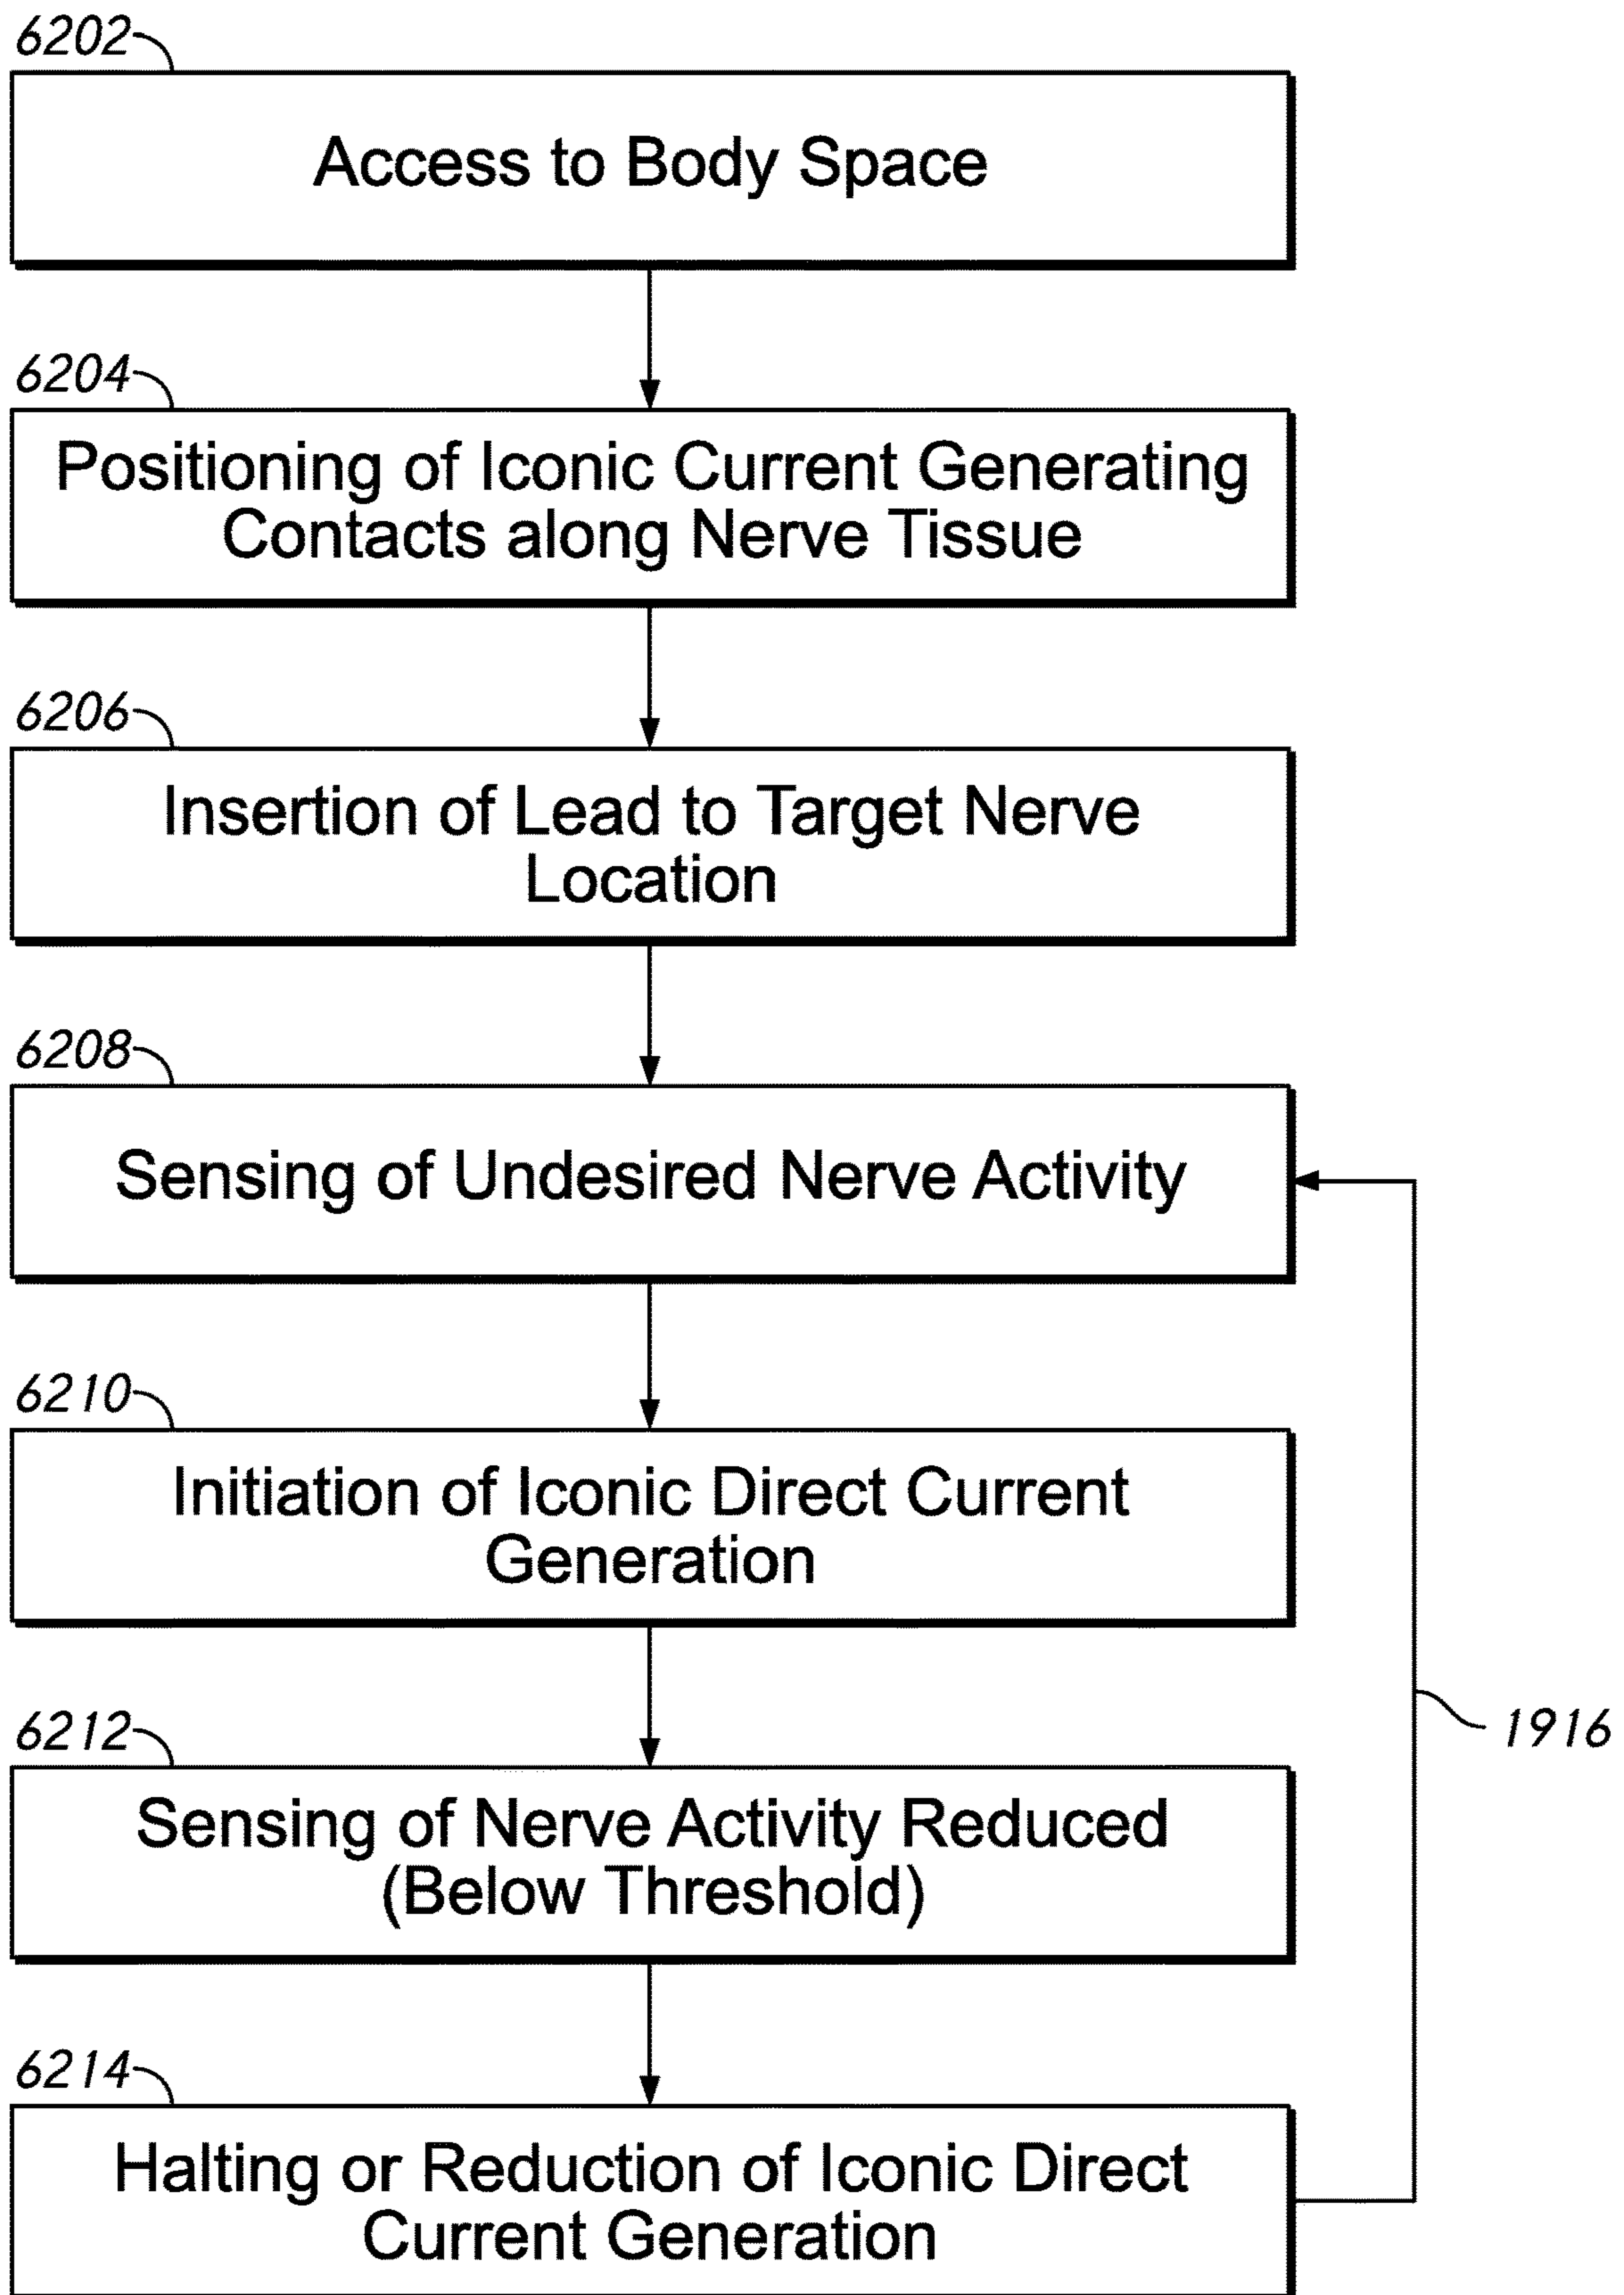 6202
Access to Body Space
6204
Positioning of Iconic Current Generating
Contacts along Nerve Tissue
6206
Insertion of Lead to Target Nerve
Location
6208
Sensing of Undesired Nerve Activity
6210
Initiation of Iconic Direct Current
Generation
1916
6212
Sensing of Nerve Activity Reduced
(Below Threshold)
6214
Halting or Reduction of Iconic Direct
Current Generation